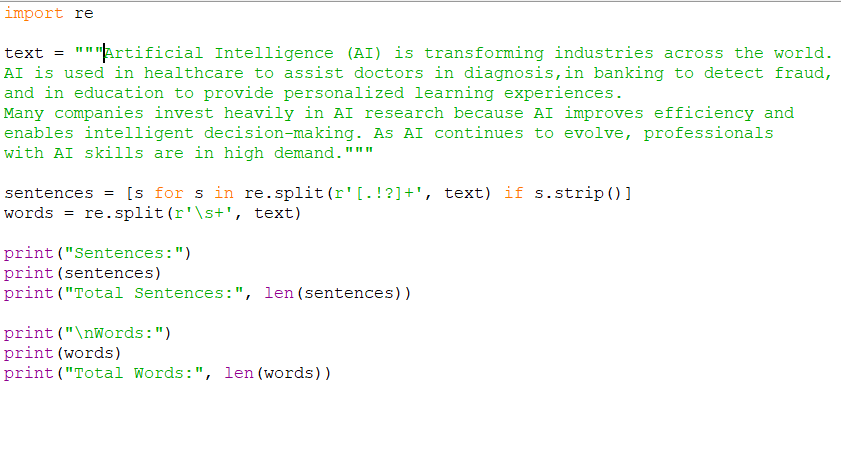 import re
text = """Artificial Intelligence (AI) is transforming industries across the world.
AI is used in healthcare to assist doctors in diagnosis,in banking to detect fraud,
and in education to provide personalized learning experiences.
Many companies invest heavily in AI research because AI improves efficiency and
enables intelligent decision-making. As AI continues to evolve, professionals
with AI skills are in high demand."""
sentences = [s for s in re.split(r'[.!?]+', text) if s.strip()]
words = re.split(r'\s+', text)
print("Sentences:")
print(sentences)
print("Total Sentences:", len(sentences))
print("\nWords:")
print(words)
print("Total Words:", len(words))